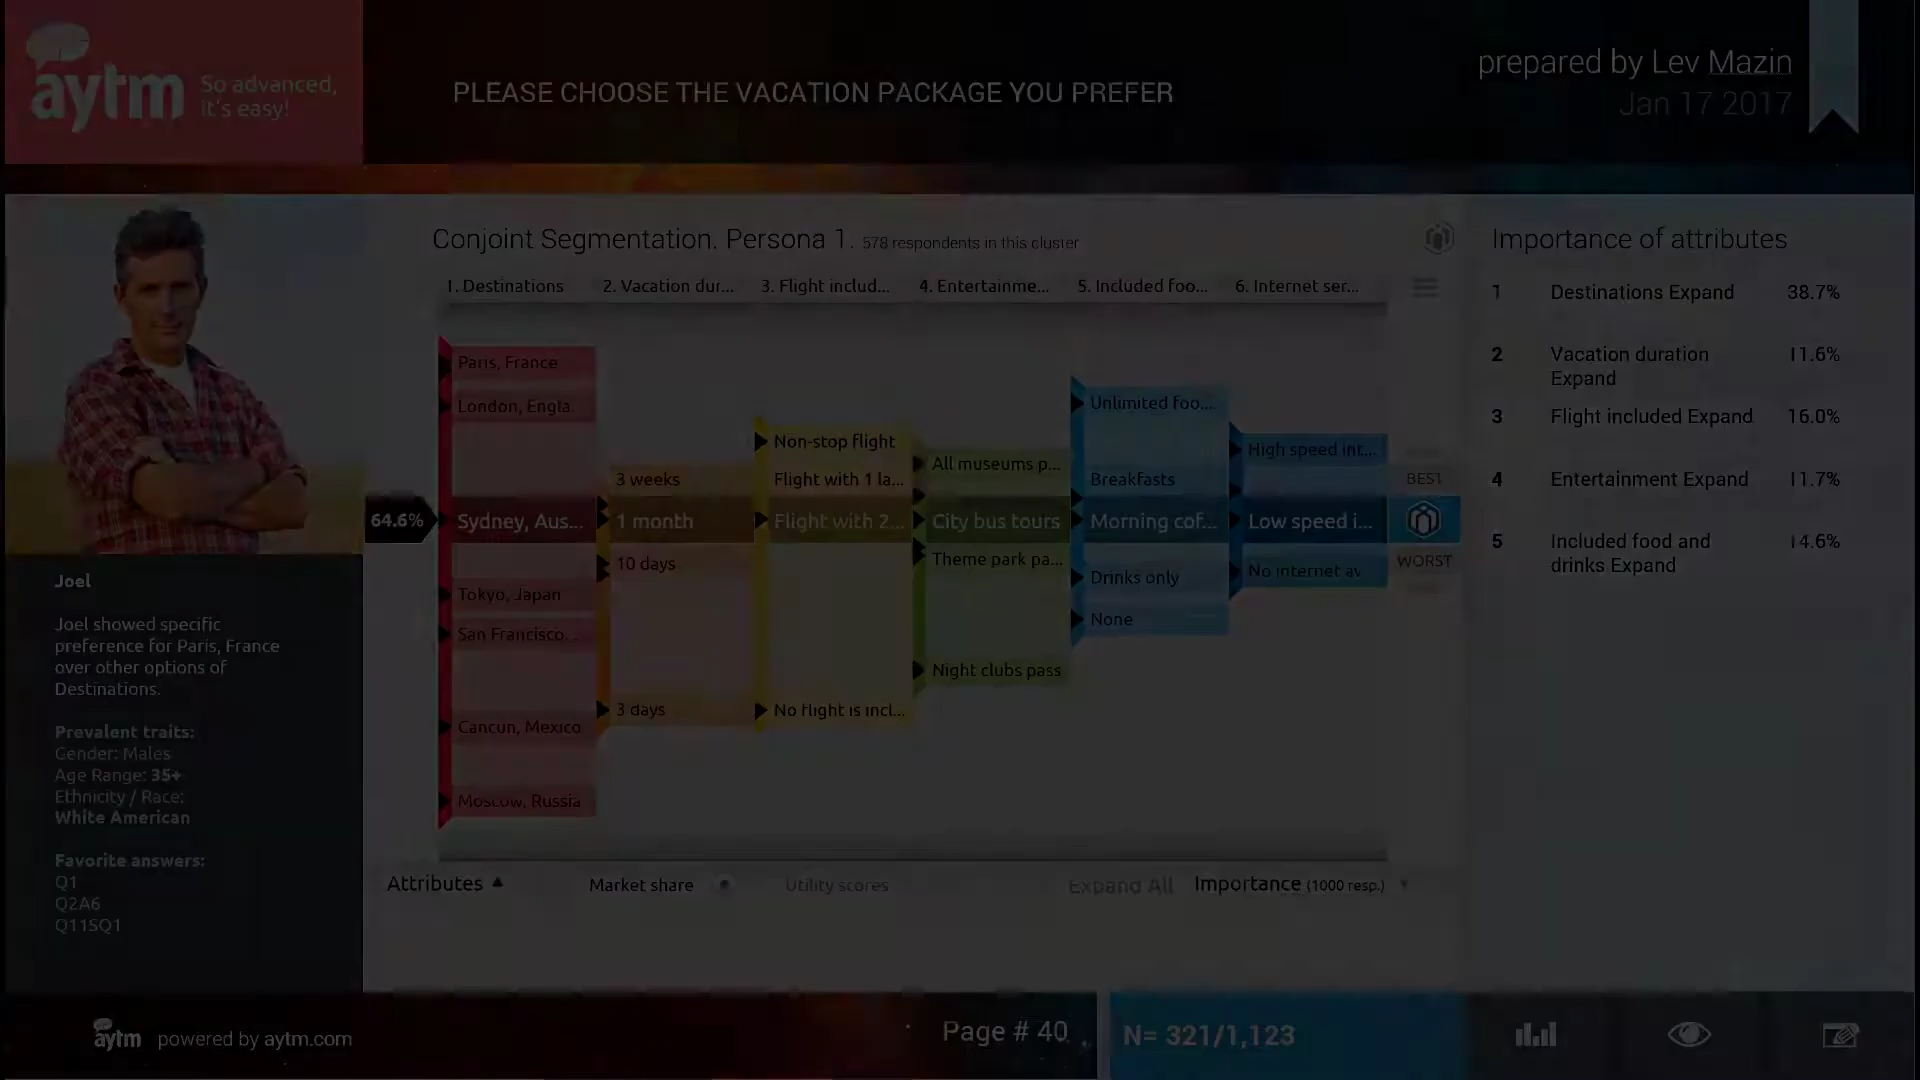 aytm
So advanced,
it's easy!
PLEASE CHOOSE THE VACATION PACKAGE YOU PREFER
prepared by Lev Mazin
Jan 17 2017
Conjoint Segmentation. Persona 1. 578 respondents in this cluster
1. Destinations 2. Vacation dur... 3. Flight includ... 4. Entertainme... 5. Included foo... 6. Internet ser...
Paris, France
London, Engla.
Sydney, Aus...
Tokyo, Japan
San Francisco...
Cancun, Mexico
Moscow, Russia
64.6%
3 weeks
1 month
10 days
3 days
Non-stop flight
Flight with 1 la...
Flight with 2...
No flight is incl...
All museums p...
City bus tours
Theme park pa...
Night clubs pass
Unlimited foo...
Breakfasts
Morning cof...
Drinks only
None
High speed int...
Low speed i...
No internet av
BEST
WORST
Importance of attributes
1 Destinations Expand 38.7%
2 Vacation duration 11.6%
Expand
3 Flight included Expand 16.0%
4 Entertainment Expand 11.7%
5 Included food and 14.6%
drinks Expand
Joel
Joel showed specific
preference for Paris, France
over other options of
Destinations.
Prevalent traits:
Gender: Males
Age Range: 35+
Ethnicity / Race:
White American
Favorite answers:
Q1
Q2A6
Q11SQ1
Attributes Market share Utility scores Expand All Importance (1000 resp.)
aytm powered by aytm.com
Page # 40
N= 321/1,123